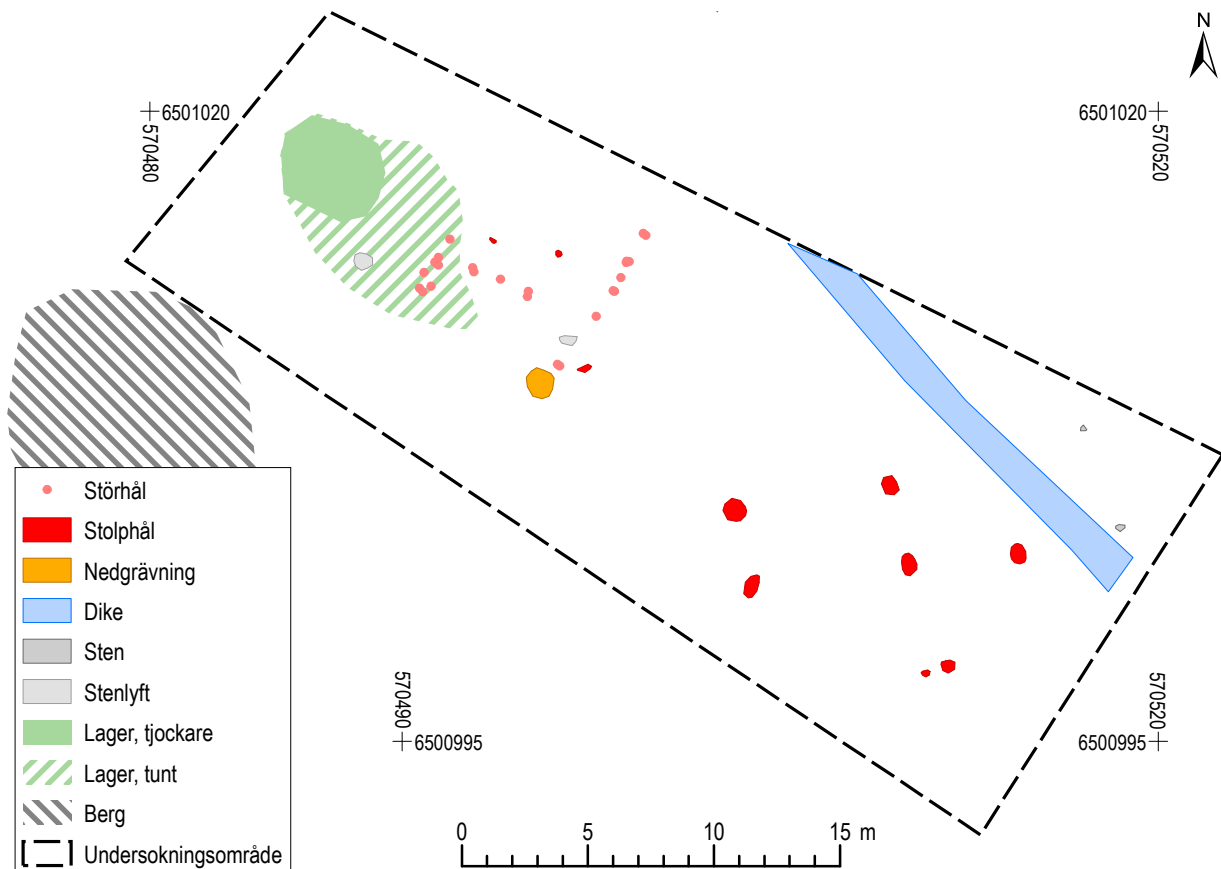 N
6501020
570480
6501020
570520
Störhål
Stolphål
Nedgrävning
Dike
Sten
Stenlyft
Lager, tjockare
Lager, tunt
Berg
Undersokningsområde
570490
6500995
570520
6500995
0 5 10 15 m